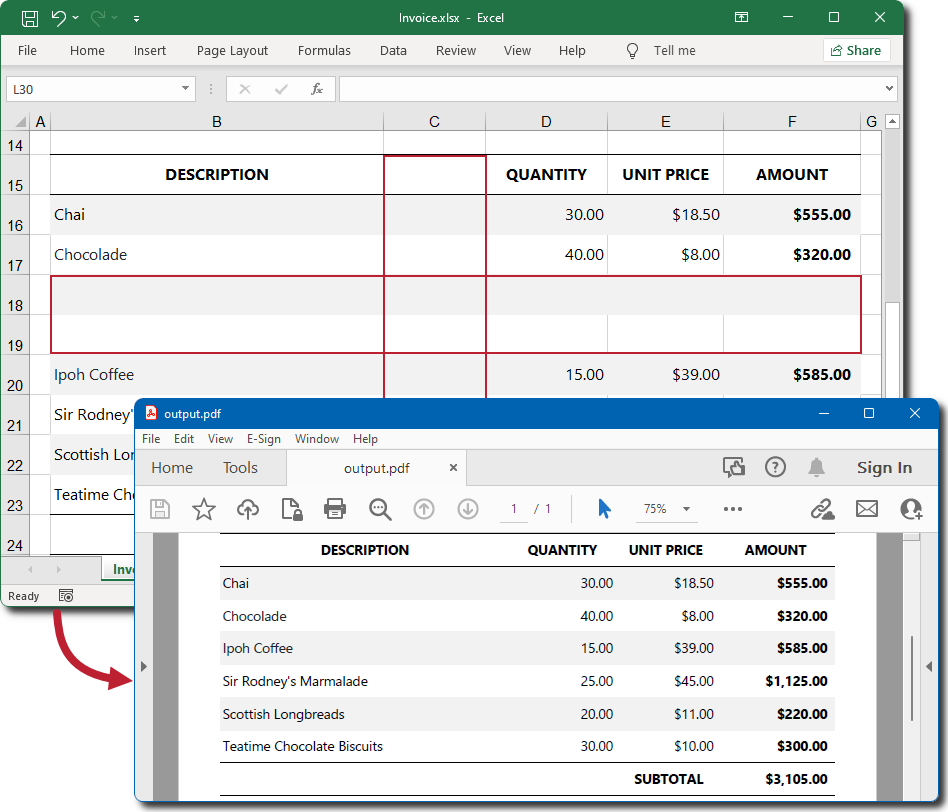 Invoice.xlsx - Excel
File Home Insert Page Layout Formulas Data Review View Help Tell me Share
L30 fx
A B C D E F G
14
15 DESCRIPTION QUANTITY UNIT PRICE AMOUNT
16 Chai 30.00 $18.50 $555.00
17 Chocolade 40.00 $8.00 $320.00
18
19
20 Ipoh Coffee 15.00 $39.00 $585.00
21 Sir Rodney'
22 Scottish Lor
23 Teatime Cho
24
Inv
Ready
output.pdf
File Edit View E-Sign Window Help
Home Tools output.pdf × Sign In
1 / 1 75%
DESCRIPTION QUANTITY UNIT PRICE AMOUNT
Chai 30.00 $18.50 $555.00
Chocolade 40.00 $8.00 $320.00
Ipoh Coffee 15.00 $39.00 $585.00
Sir Rodney's Marmalade 25.00 $45.00 $1,125.00
Scottish Longbreads 20.00 $11.00 $220.00
Teatime Chocolate Biscuits 30.00 $10.00 $300.00
SUBTOTAL $3,105.00